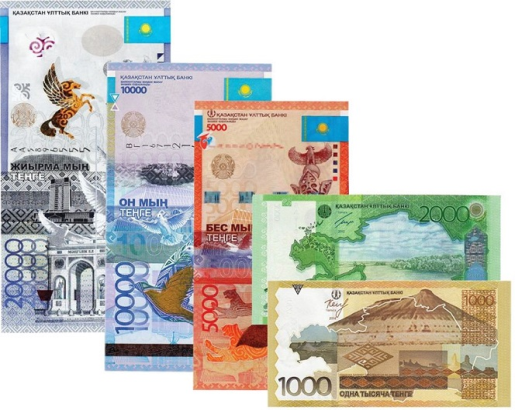 ҚАЗАҚСТАН ҰЛТТЫҚ БАНКІ
ЖИЫРМА МЫҢ
ТЕҢГЕ
20000
ҚАЗАҚСТАН ҰЛТТЫҚ БАНКІ
10000
ОН МЫҢ
ТЕҢГЕ
10000
ҚАЗАҚСТАН ҰЛТТЫҚ БАНКІ
5000
БЕС МЫҢ
ТЕҢГЕ
5000
ҚАЗАҚСТАН ҰЛТТЫҚ БАНКІ
2000
ҚАЗАҚСТАН ҰЛТТЫҚ БАНКІ
1000
1000
ОДНА ТЫСЯЧА ТЕНГЕ